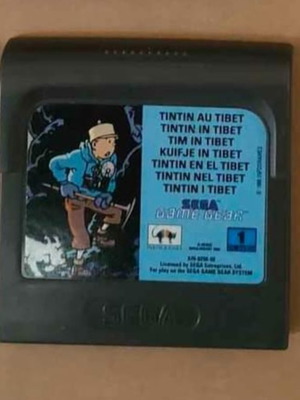 TINTIN AU TIBET
TINTIN IN TIBET
TIM IN TIBET
KUIFJE IN TIBET
TINTIN EN EL TIBET
TINTIN NEL TIBET
TINTIN I TIBET
SEGA
GAME GEAR
1
Licensed by SEGA Enterprises, Ltd.
For play on the SEGA GAME GEAR SYSTEM
SEGA